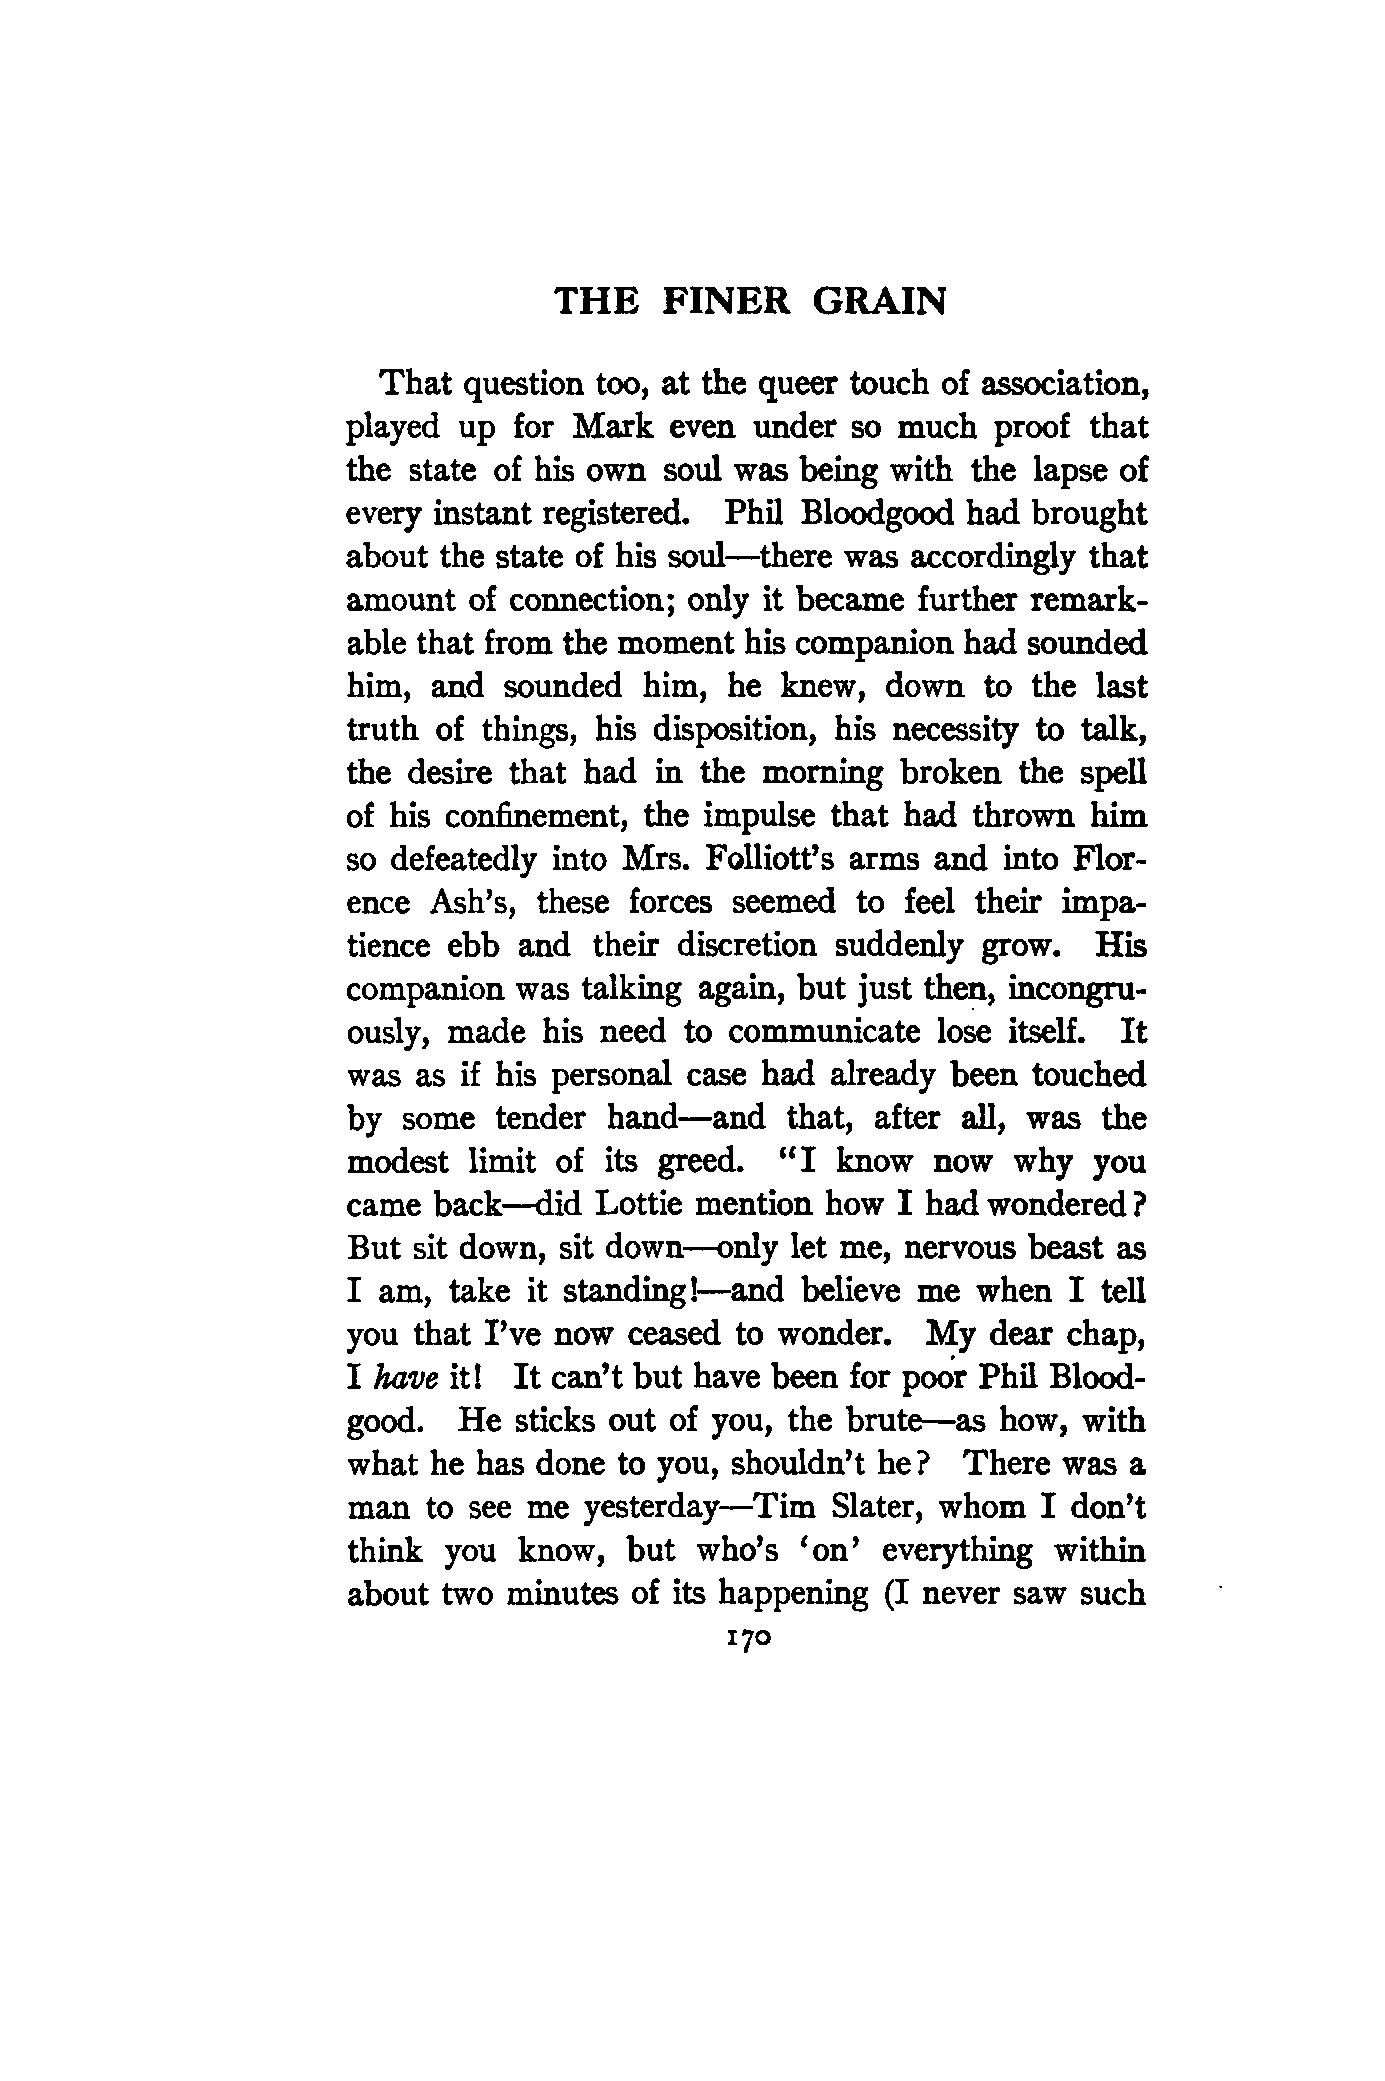 THE FINER GRAIN
That question too, at the queer touch of association,
played up for Mark even under so much proof that
the state of his own soul was being with the lapse of
every instant registered. Phil Bloodgood had brought
about the state of his soul—there was accordingly that
amount of connection; only it became further remark-
able that from the moment his companion had sounded
him, and sounded him, he knew, down to the last
truth of things, his disposition, his necessity to talk,
the desire that had in the morning broken the spell
of his confinement, the impulse that had thrown him
so defeatedly into Mrs. Folliott's arms and into Flor-
ence Ash's, these forces seemed to feel their impa-
tience ebb and their discretion suddenly grow. His
companion was talking again, but just then, incongru-
ously, made his need to communicate lose itself. It
was as if his personal case had already been touched
by some tender hand—and that, after all, was the
modest limit of its greed. "I know now why you
came back—did Lottie mention how I had wondered?
But sit down, sit down—only let me, nervous beast as
I am, take it standing!—and believe me when I tell
you that I've now ceased to wonder. My dear chap,
I have it! It can't but have been for poor Phil Blood-
good. He sticks out of you, the brute—as how, with
what he has done to you, shouldn't he? There was a
man to see me yesterday—Tim Slater, whom I don't
think you know, but who's 'on' everything within
about two minutes of its happening (I never saw such
170